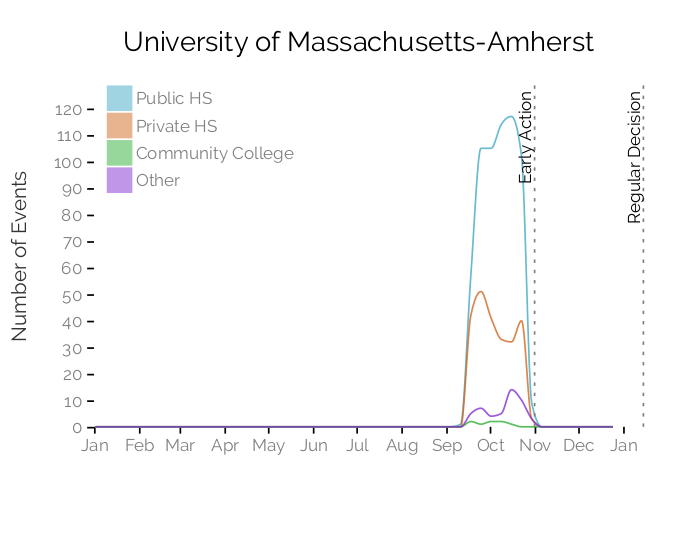 University of Massachusetts-Amherst
Public HS
Private HS
Community College
Other
Early Action
Regular Decision
Number of Events
120
110
100
90
80
70
60
50
40
30
20
10
0
Jan Feb Mar Apr May Jun Jul Aug Sep Oct Nov Dec Jan